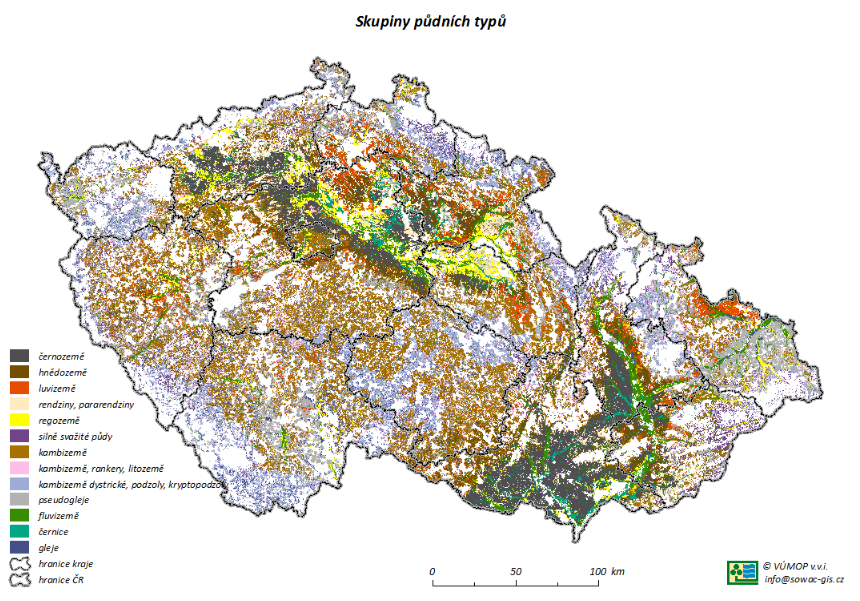 Skupiny půdních typů
černozemě
hnědozemě
luvizemě
rendziny, pararendziny
regozemě
silně svažité půdy
kambizemě
kambizemě, rankery, litozemě
kambizemě dystrické, podzoly, kryptopodzoly
pseudogleje
fluvizemě
černice
gleje
hranice kraje
hranice ČR
0 50 100 km
© VÚMOP v.v.i.
info@sowac-gis.cz